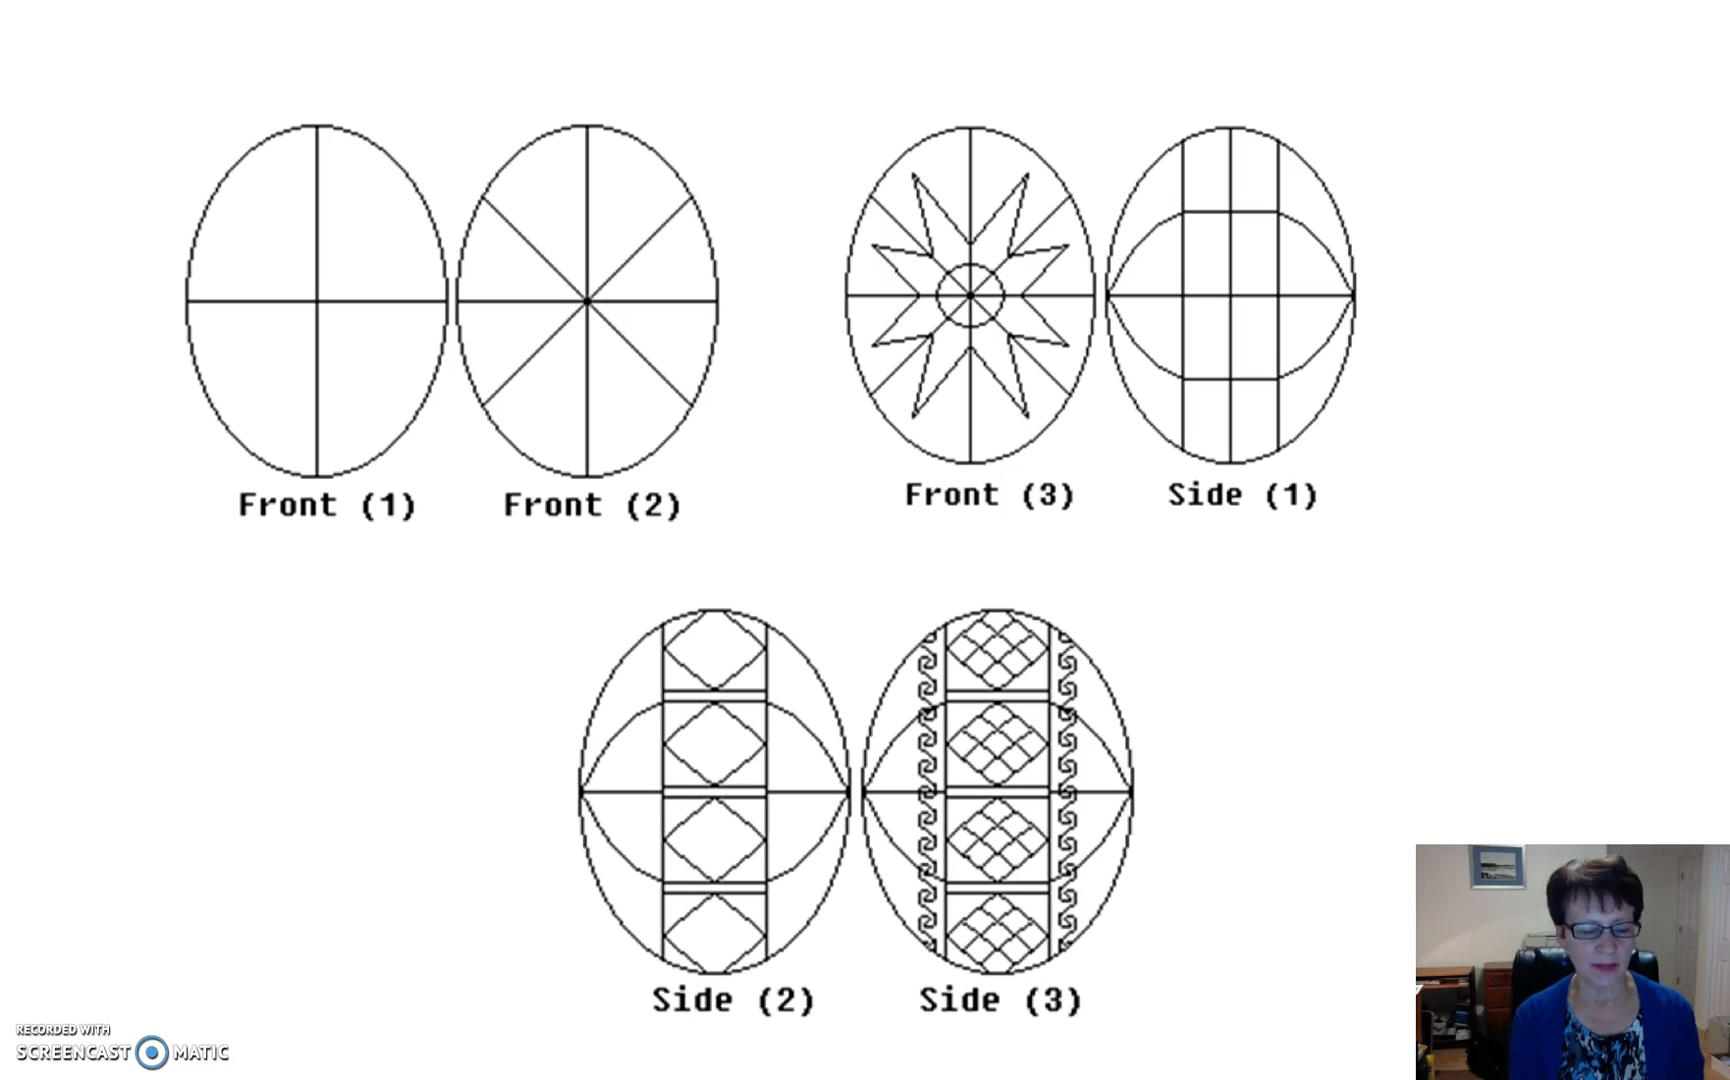 Front (1)
Front (2)
Front (3)
Side (1)
Side (2)
Side (3)
RECORDED WITH
SCREENCAST MATIC